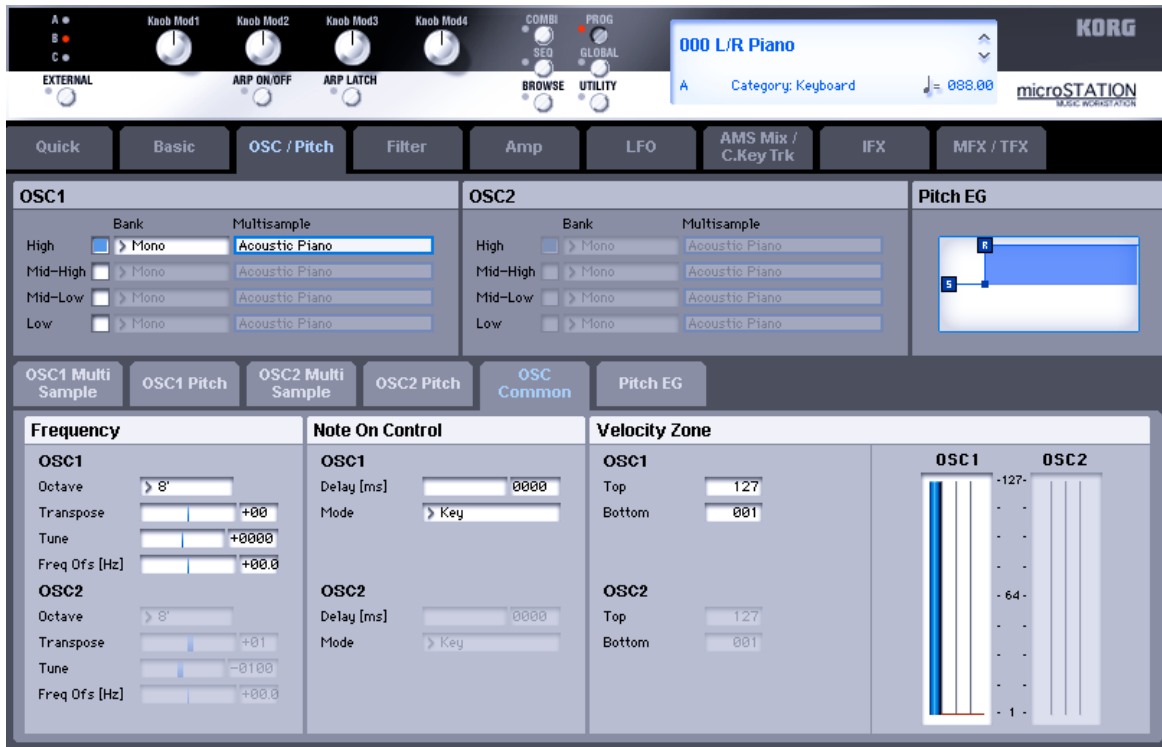 A Knob Mod1 Knob Mod2 Knob Mod3 Knob Mod4 COMBI PROG KORG
B
C SEQ GLOBAL
000 L/R Piano
EXTERNAL ARP ON/OFF ARP LATCH BROWSE UTILITY
A Category: Keyboard ♩= 088.00 microSTATION
MUSIC WORKSTATION
Quick Basic OSC / Pitch Filter Amp LFO AMS Mix / C.Key Trk IFX MFX / TFX
OSC1
Bank Multisample
High > Mono Acoustic Piano
Mid-High > Mono Acoustic Piano
Mid-Low > Mono Acoustic Piano
Low > Mono Acoustic Piano
OSC2
Bank Multisample
High > Mono Acoustic Piano
Mid-High > Mono Acoustic Piano
Mid-Low > Mono Acoustic Piano
Low > Mono Acoustic Piano
Pitch EG
R
S
OSC1 Multi Sample OSC1 Pitch OSC2 Multi Sample OSC2 Pitch OSC Common Pitch EG
Frequency
OSC1
Octave > 8'
Transpose +00
Tune +0000
Freq Ofs [Hz] +00.0
OSC2
Octave > 8'
Transpose +01
Tune -0100
Freq Ofs [Hz] +00.0
Note On Control
OSC1
Delay [ms] 0000
Mode > Key
OSC2
Delay [ms] 0000
Mode > Key
Velocity Zone
OSC1
Top 127
Bottom 001
OSC2
Top 127
Bottom 001
OSC1 OSC2
-127-
- 64 -
- 1 -